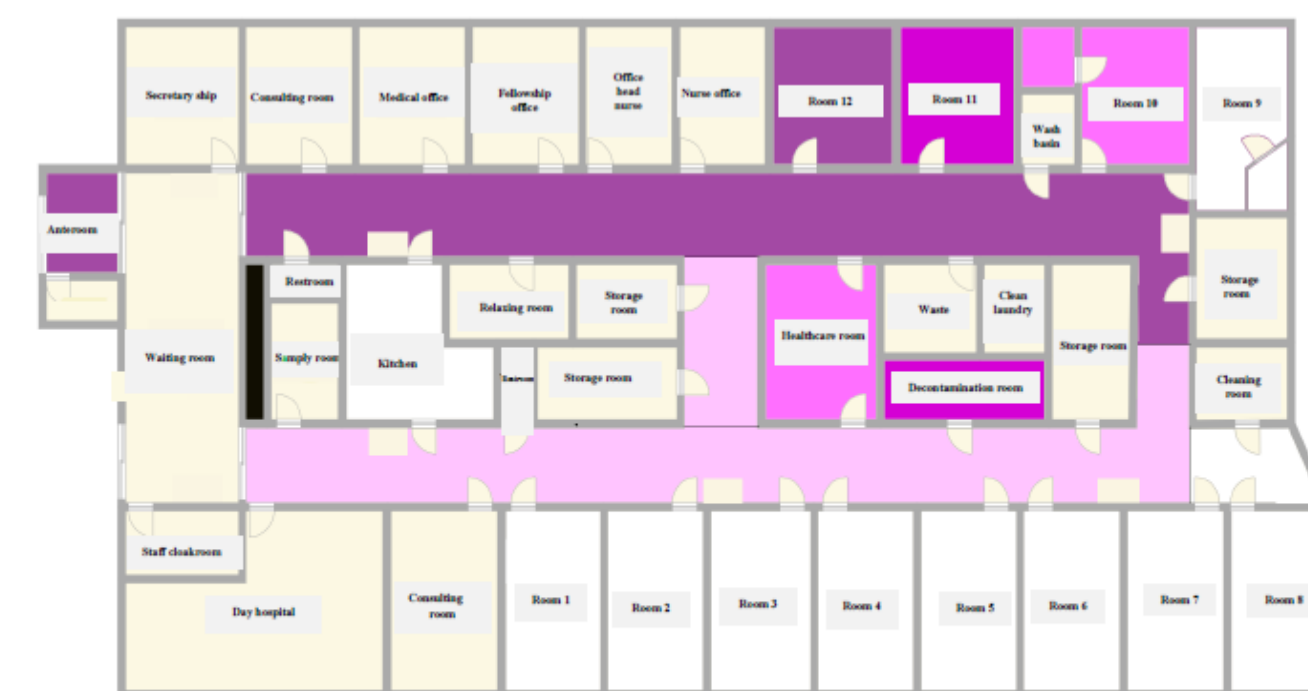 Secretary ship
Consulting room
Medical office
Fellowship
office
Office
head
nurse
Nurse office
Room 12
Room 11
Room 10
Room 9
Wash
basin
Anteroom
Restroom
Relaxing room
Storage
room
Healthcare room
Waste
Clean
laundry
Storage room
Storage
room
Waiting room
Kitchen
Storage room
Decontamination room
Cleaning
room
Staff cloakroom
Day hospital
Consulting
room
Room 1
Room 2
Room 3
Room 4
Room 5
Room 6
Room 7
Room 8